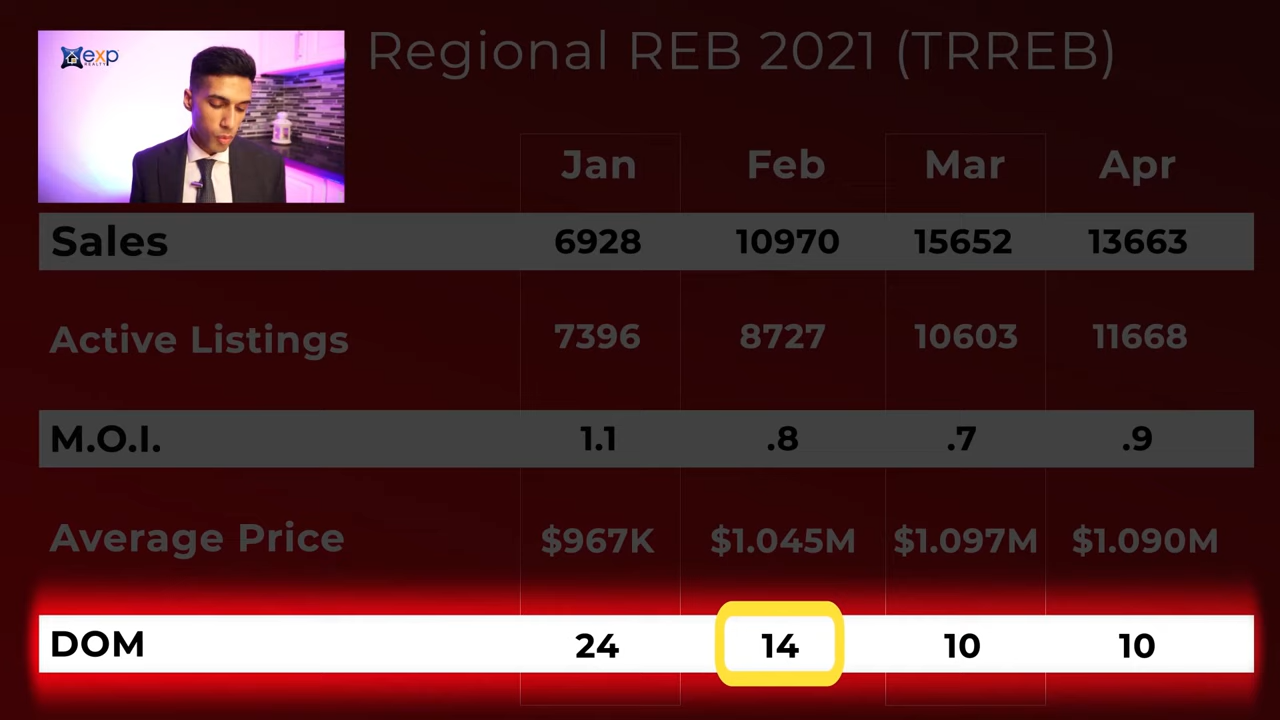 exp
REALTY
Regional REB 2021 (TRREB)
Jan Feb Mar Apr
Sales 6928 10970 15652 13663
Active Listings 7396 8727 10603 11668
M.O.I. 1.1 .8 .7 .9
Average Price $967K $1.045M $1.097M $1.090M
DOM 24 14 10 10